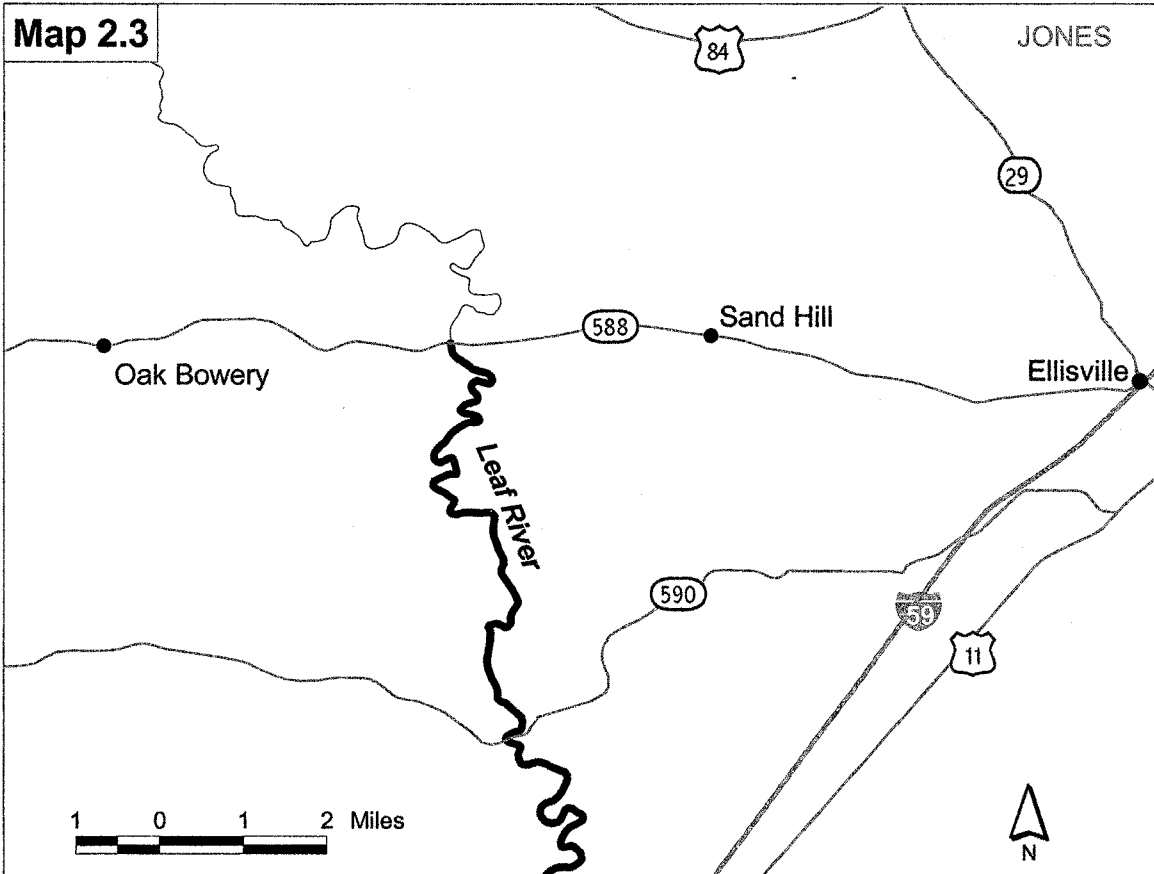 Map 2.3
JONES
84
29
588
Sand Hill
Oak Bowery
Ellisville
Leaf River
590
59
11
1 0 1 2 Miles
N